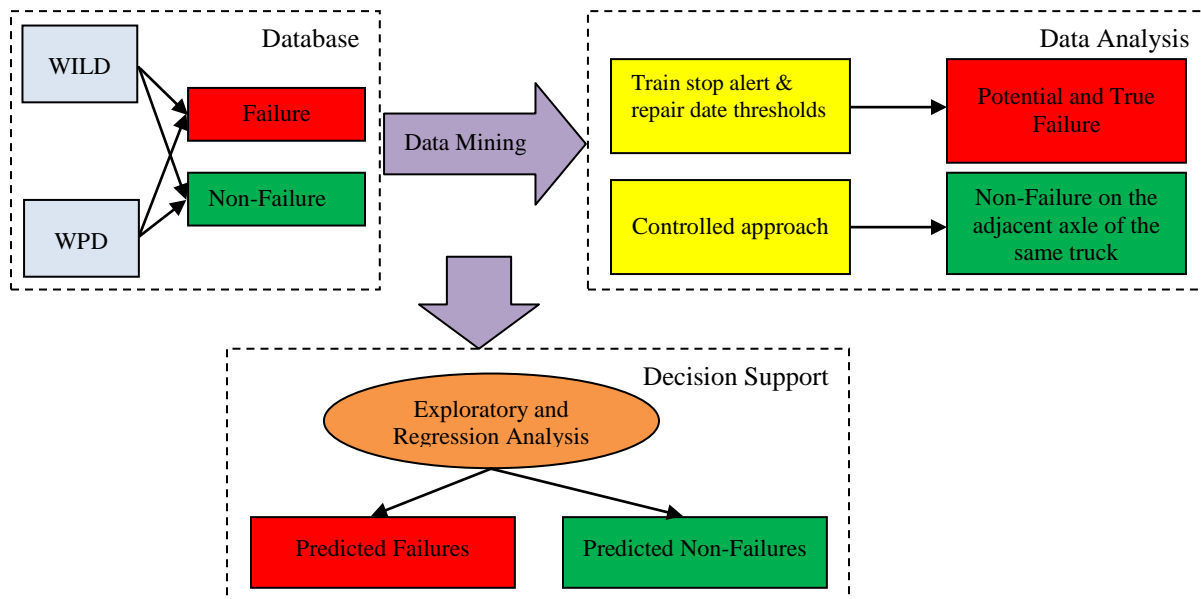 Database
WILD
Failure
Non-Failure
WPD
Data Mining
Data Analysis
Train stop alert &
repair date thresholds
Potential and True
Failure
Controlled approach
Non-Failure on the
adjacent axle of the
same truck
Decision Support
Exploratory and
Regression Analysis
Predicted Failures
Predicted Non-Failures